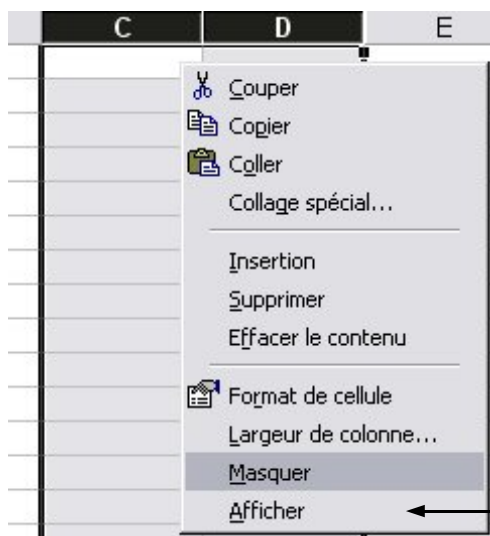 C D E
Couper
Copier
Coller
Collage spécial...
Insertion
Supprimer
Effacer le contenu
Format de cellule
Largeur de colonne...
Masquer
Afficher